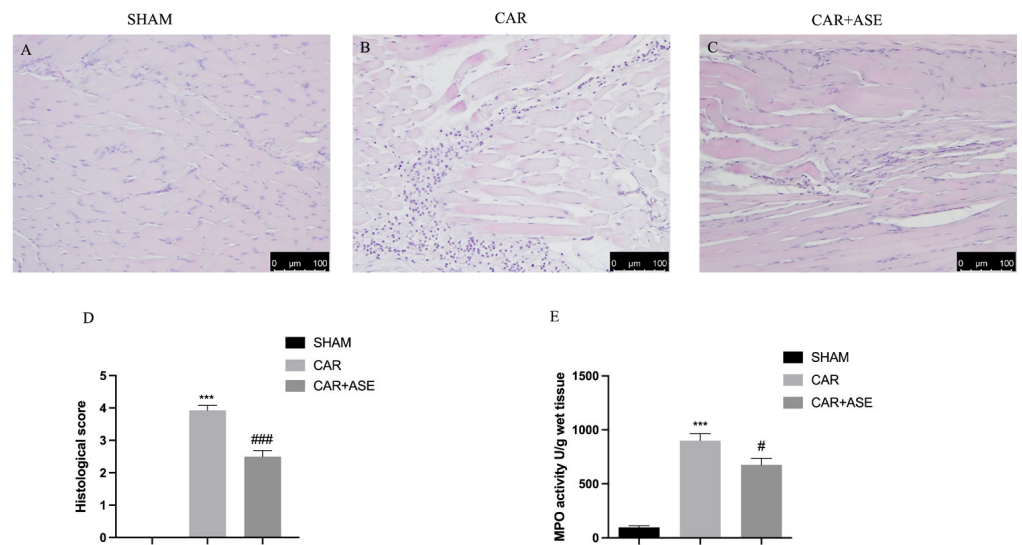 SHAM CAR CAR+ASE
A B C
0 µm 100 0 µm 100 0 µm 100
D E
SHAM
CAR
CAR+ASE
Histological score
5
4
3
2
1
0
***
###
SHAM
CAR
CAR+ASE
MPO activity U/g wet tissue
1500
1000
500
0
***
#